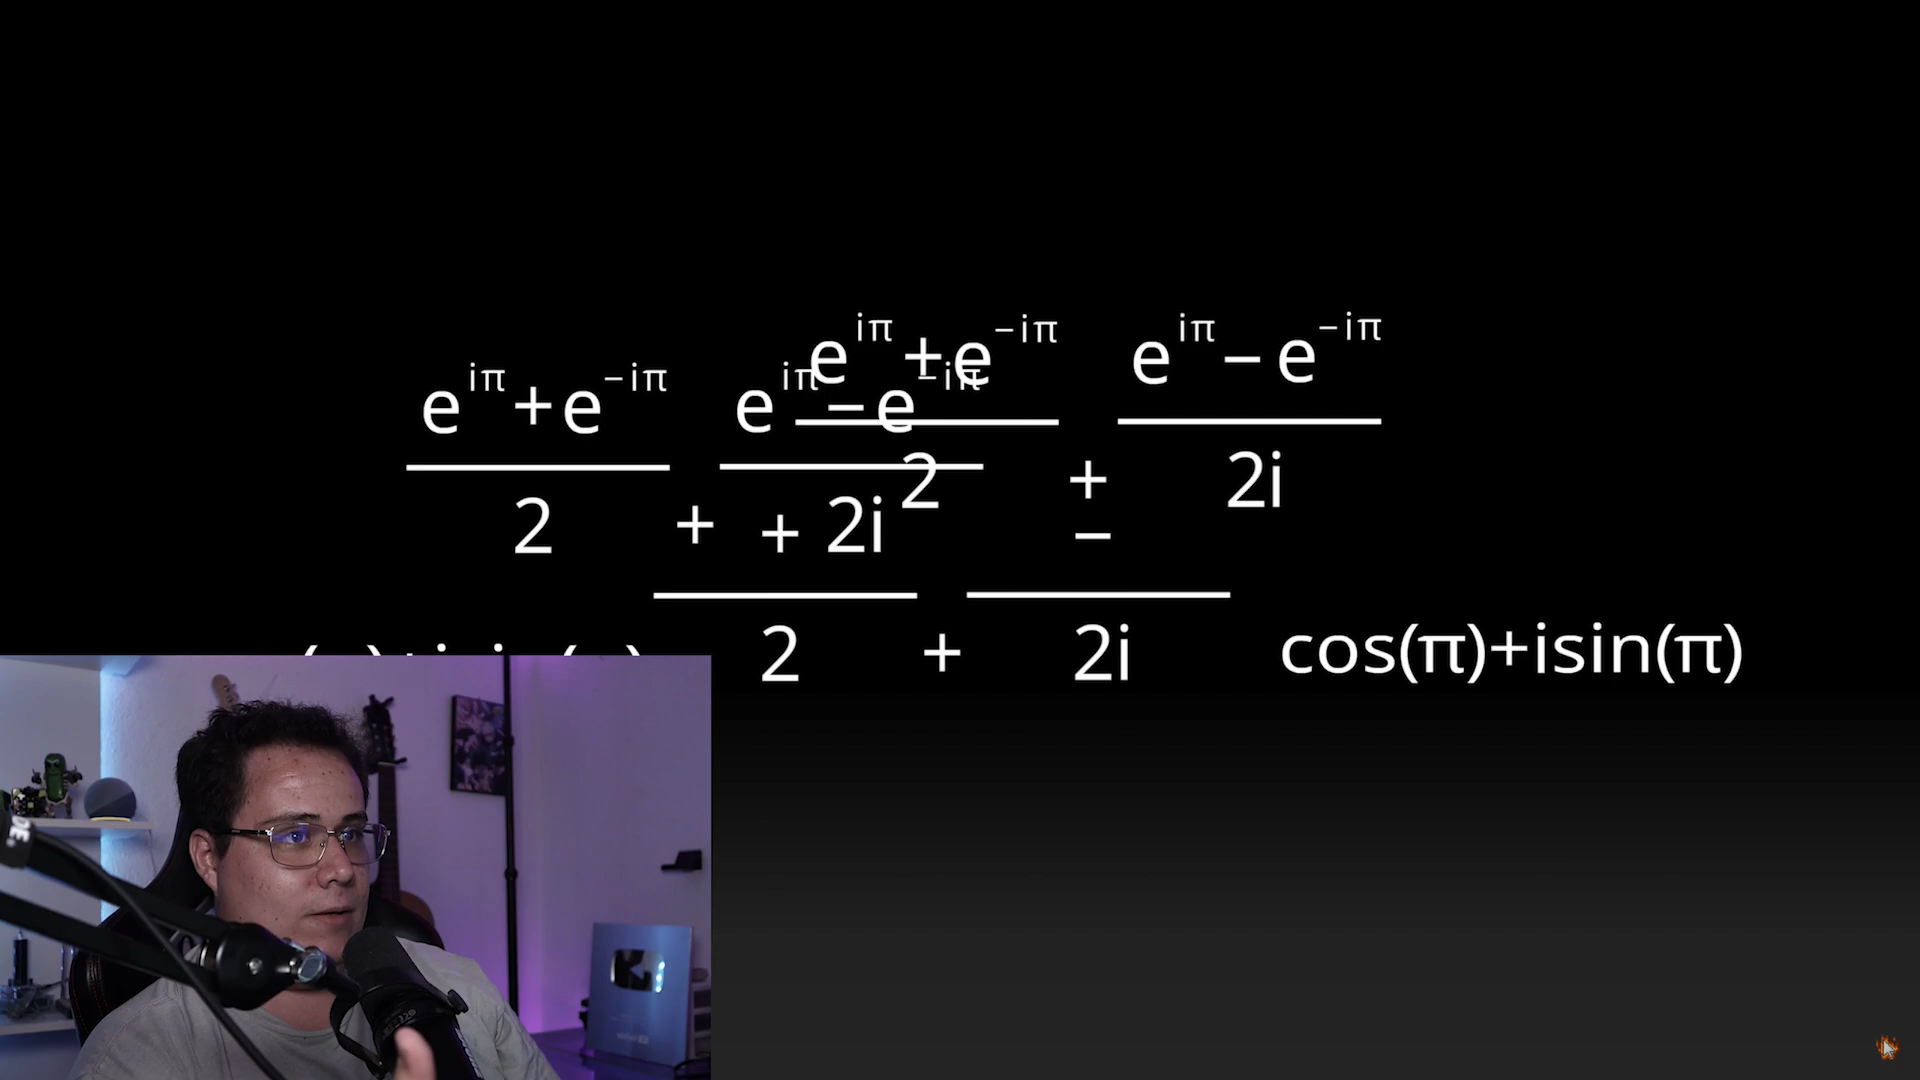 e^{iπ} + e^{-iπ} e^{iπ} - e^{-iπ}
2 + 2i
e^{iπ} + e^{-iπ} e^{iπ} - e^{-iπ}
2 + 2i
+ -
2 + 2i
cos(π)+isin(π)